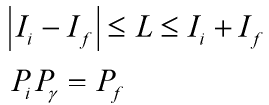 |I_i − I_f| ≤ L ≤ I_i + I_f
P_i P_γ = P_f